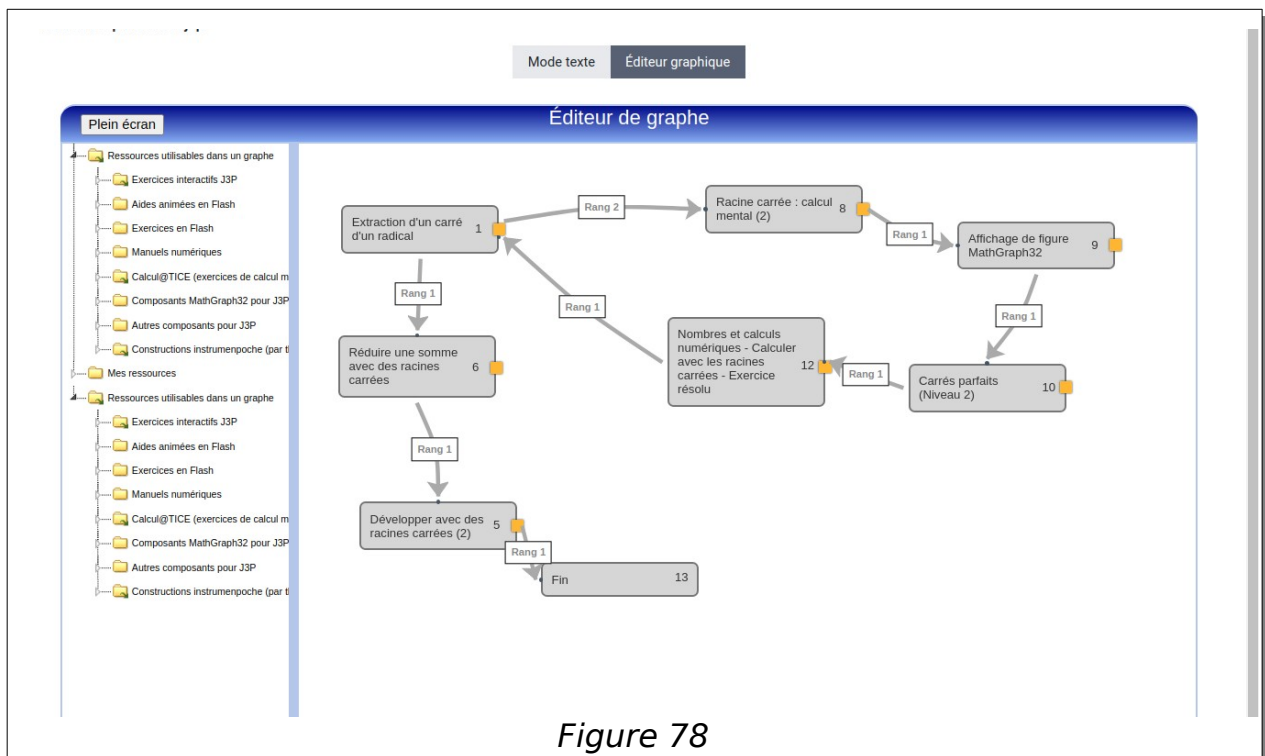 Mode texte
Éditeur graphique
Plein écran
Éditeur de graphe
Ressources utilisables dans un graphe
Exercices interactifs J3P
Aides animées en Flash
Exercices en Flash
Manuels numériques
Calcul@TICE (exercices de calcul m
Composants MathGraph32 pour J3P
Autres composants pour J3P
Constructions instrumenpoche (par tl
Mes ressources
Ressources utilisables dans un graphe
Exercices interactifs J3P
Aides animées en Flash
Exercices en Flash
Manuels numériques
Calcul@TICE (exercices de calcul m
Composants MathGraph32 pour J3P
Autres composants pour J3P
Constructions instrumenpoche (par tl
Extraction d'un carré
d'un radical
1
Rang 2
Racine carrée : calcul
mental (2)
8
Rang 1
Affichage de figure
MathGraph32
9
Rang 1
Carrés parfaits
(Niveau 2)
10
Rang 1
Nombres et calculs
numériques - Calculer
avec les racines
carrées - Exercice
résolu
12
Rang 1
Rang 1
Réduire une somme
avec des racines
carrées
6
Rang 1
Développer avec des
racines carrées (2)
5
Rang 1
Fin
13
Figure 78